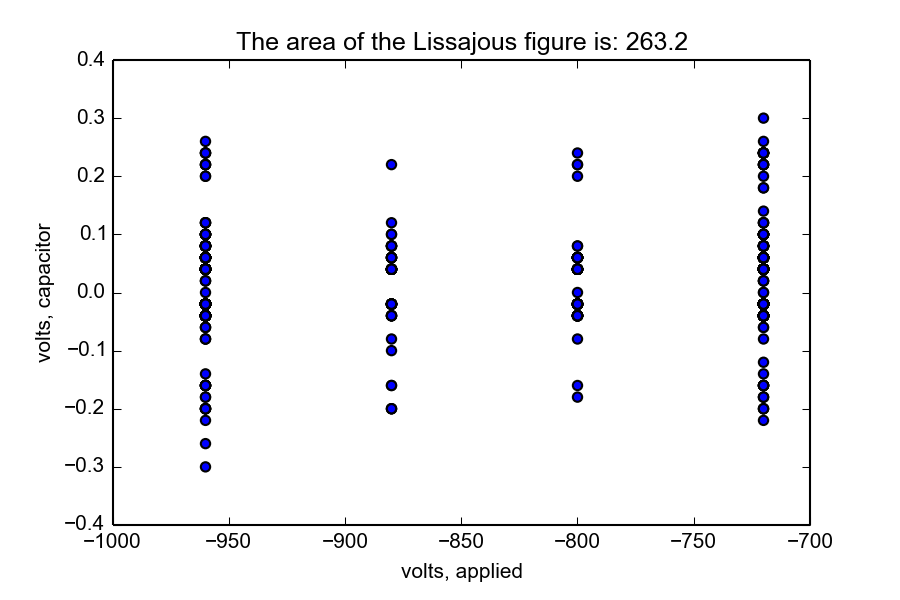 The area of the Lissajous figure is: 263.2
0.4
0.3
0.2
0.1
0.0
−0.1
−0.2
−0.3
−0.4
volts, capacitor
−1000 −950 −900 −850 −800 −750 −700
volts, applied